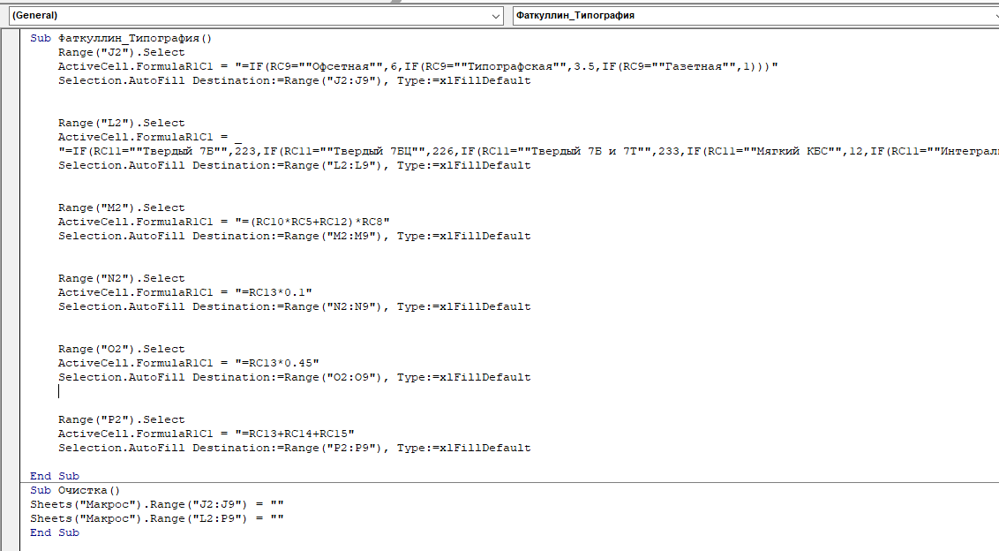 (General)
Фаткуллин_Типография
Sub Фаткуллин_Типография()
Range("J2").Select
ActiveCell.FormulaR1C1 = "=IF(RC9=""Офсетная"",6,IF(RC9=""Типографская"",3.5,IF(RC9=""Газетная"",1)))"
Selection.AutoFill Destination:=Range("J2:J9"), Type:=xlFillDefault
Range("L2").Select
ActiveCell.FormulaR1C1 = _
"=IF(RC11=""Твердый 7Б"",223,IF(RC11=""Твердый 7БЦ"",226,IF(RC11=""Твердый 7Б и 7Т"",233,IF(RC11=""Мягкий КБС"",12,IF(RC11=""Интеграль
Selection.AutoFill Destination:=Range("L2:L9"), Type:=xlFillDefault
Range("M2").Select
ActiveCell.FormulaR1C1 = "=(RC10*RC5+RC12)*RC8"
Selection.AutoFill Destination:=Range("M2:M9"), Type:=xlFillDefault
Range("N2").Select
ActiveCell.FormulaR1C1 = "=RC13*0.1"
Selection.AutoFill Destination:=Range("N2:N9"), Type:=xlFillDefault
Range("O2").Select
ActiveCell.FormulaR1C1 = "=RC13*0.45"
Selection.AutoFill Destination:=Range("O2:O9"), Type:=xlFillDefault
Range("P2").Select
ActiveCell.FormulaR1C1 = "=RC13+RC14+RC15"
Selection.AutoFill Destination:=Range("P2:P9"), Type:=xlFillDefault
End Sub
Sub Очистка()
Sheets("Макрос").Range("J2:J9") = ""
Sheets("Макрос").Range("L2:P9") = ""
End Sub